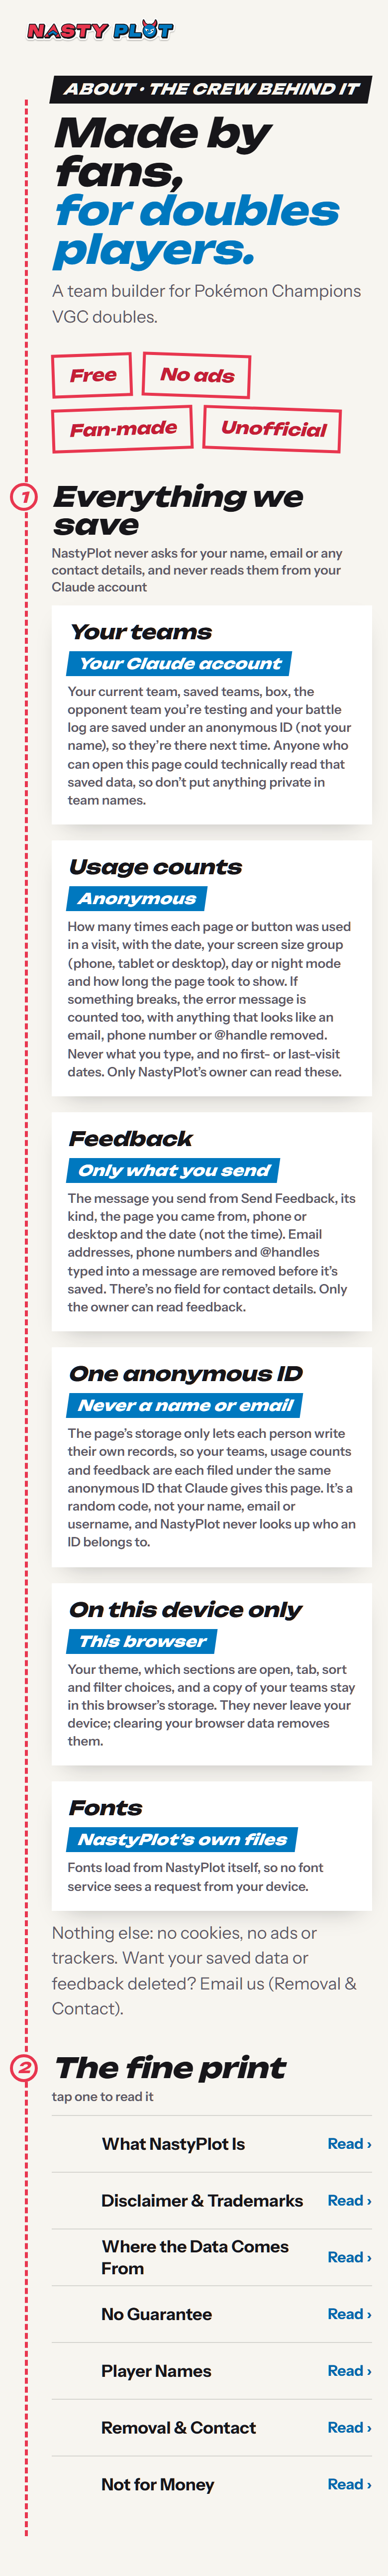 NASTY PLOT
ABOUT · THE CREW BEHIND IT
Made by
fans,
for doubles
players.
A team builder for Pokémon Champions
VGC doubles.
Free
No ads
Fan-made
Unofficial
1
Everything we
save
NastyPlot never asks for your name, email or any
contact details, and never reads them from your
Claude account
Your teams
Your Claude account
Your current team, saved teams, box, the
opponent team you’re testing and your battle
log are saved under an anonymous ID (not your
name), so they’re there next time. Anyone who
can open this page could technically read that
saved data, so don’t put anything private in
team names.
Usage counts
Anonymous
How many times each page or button was used
in a visit, with the date, your screen size group
(phone, tablet or desktop), day or night mode
and how long the page took to show. If
something breaks, the error message is
counted too, with anything that looks like an
email, phone number or @handle removed.
Never what you type, and no first- or last-visit
dates. Only NastyPlot’s owner can read these.
Feedback
Only what you send
The message you send from Send Feedback, its
kind, the page you came from, phone or
desktop and the date (not the time). Email
addresses, phone numbers and @handles
typed into a message are removed before it’s
saved. There’s no field for contact details. Only
the owner can read feedback.
One anonymous ID
Never a name or email
The page’s storage only lets each person write
their own records, so your teams, usage counts
and feedback are each filed under the same
anonymous ID that Claude gives this page. It’s a
random code, not your name, email or
username, and NastyPlot never looks up who an
ID belongs to.
On this device only
This browser
Your theme, which sections are open, tab, sort
and filter choices, and a copy of your teams stay
in this browser’s storage. They never leave your
device; clearing your browser data removes
them.
Fonts
NastyPlot’s own files
Fonts load from NastyPlot itself, so no font
service sees a request from your device.
Nothing else: no cookies, no ads or
trackers. Want your saved data or
feedback deleted? Email us (Removal &
Contact).
2
The fine print
tap one to read it
What NastyPlot Is
Read ›
Disclaimer & Trademarks
Read ›
Where the Data Comes
From
Read ›
No Guarantee
Read ›
Player Names
Read ›
Removal & Contact
Read ›
Not for Money
Read ›